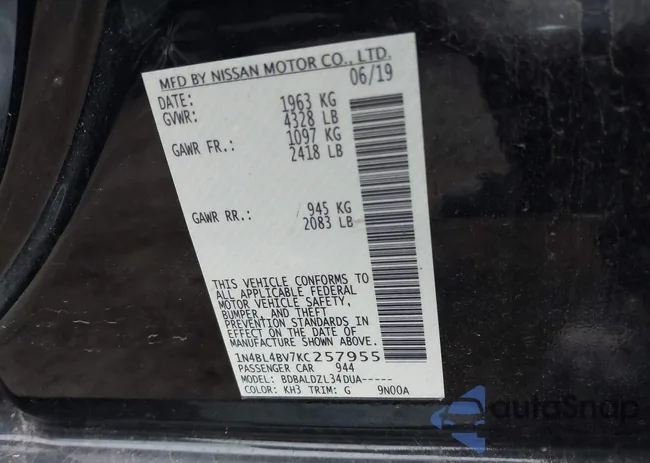 MFD BY NISSAN MOTOR CO., LTD.
DATE: 06/19
GVWR: 1963 KG
4328 LB
GAWR FR.: 1097 KG
2418 LB
GAWR RR.: 945 KG
2083 LB
THIS VEHICLE CONFORMS TO
ALL APPLICABLE FEDERAL
MOTOR VEHICLE SAFETY,
BUMPER, AND THEFT
PREVENTION STANDARDS IN
EFFECT ON THE DATE OF
MANUFACTURE SHOWN ABOVE.
1N4BL4BV7KC257955
PASSENGER CAR 944
MODEL: BDBALDZL34DUA-----
COLOR: KH3 TRIM: G 9N00A
autoSnap